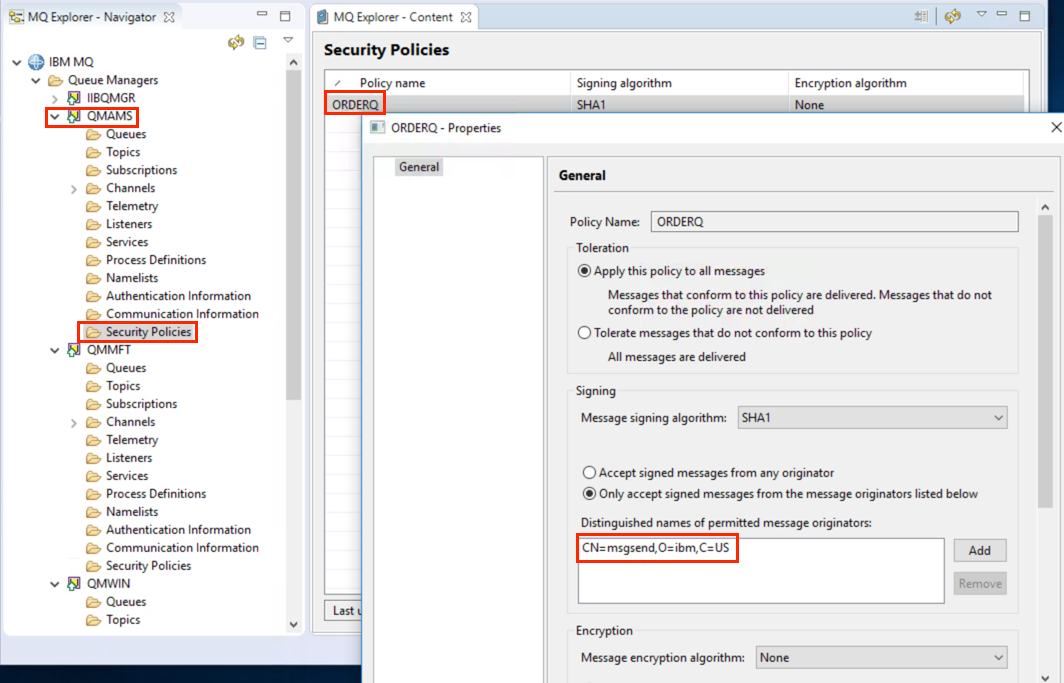 MQ Explorer - Navigator
IBM MQ
Queue Managers
IIBQMGR
QMAMS
Queues
Topics
Subscriptions
Channels
Telemetry
Listeners
Services
Process Definitions
Namelists
Authentication Information
Communication Information
Security Policies
QMMFT
Queues
Topics
Subscriptions
Channels
Telemetry
Listeners
Services
Process Definitions
Namelists
Authentication Information
Communication Information
Security Policies
QMWIN
Queues
Topics
MQ Explorer - Content
Security Policies
Policy name Signing algorithm Encryption algorithm
ORDERQ SHA1 None
Last u
ORDERQ - Properties
General
General
Policy Name: ORDERQ
Toleration
Apply this policy to all messages
Messages that conform to this policy are delivered. Messages that do not
conform to the policy are not delivered
Tolerate messages that do not conform to this policy
All messages are delivered
Signing
Message signing algorithm: SHA1
Accept signed messages from any originator
Only accept signed messages from the message originators listed below
Distinguished names of permitted message originators:
CN=msgsend,O=ibm,C=US
Add
Remove
Encryption
Message encryption algorithm: None